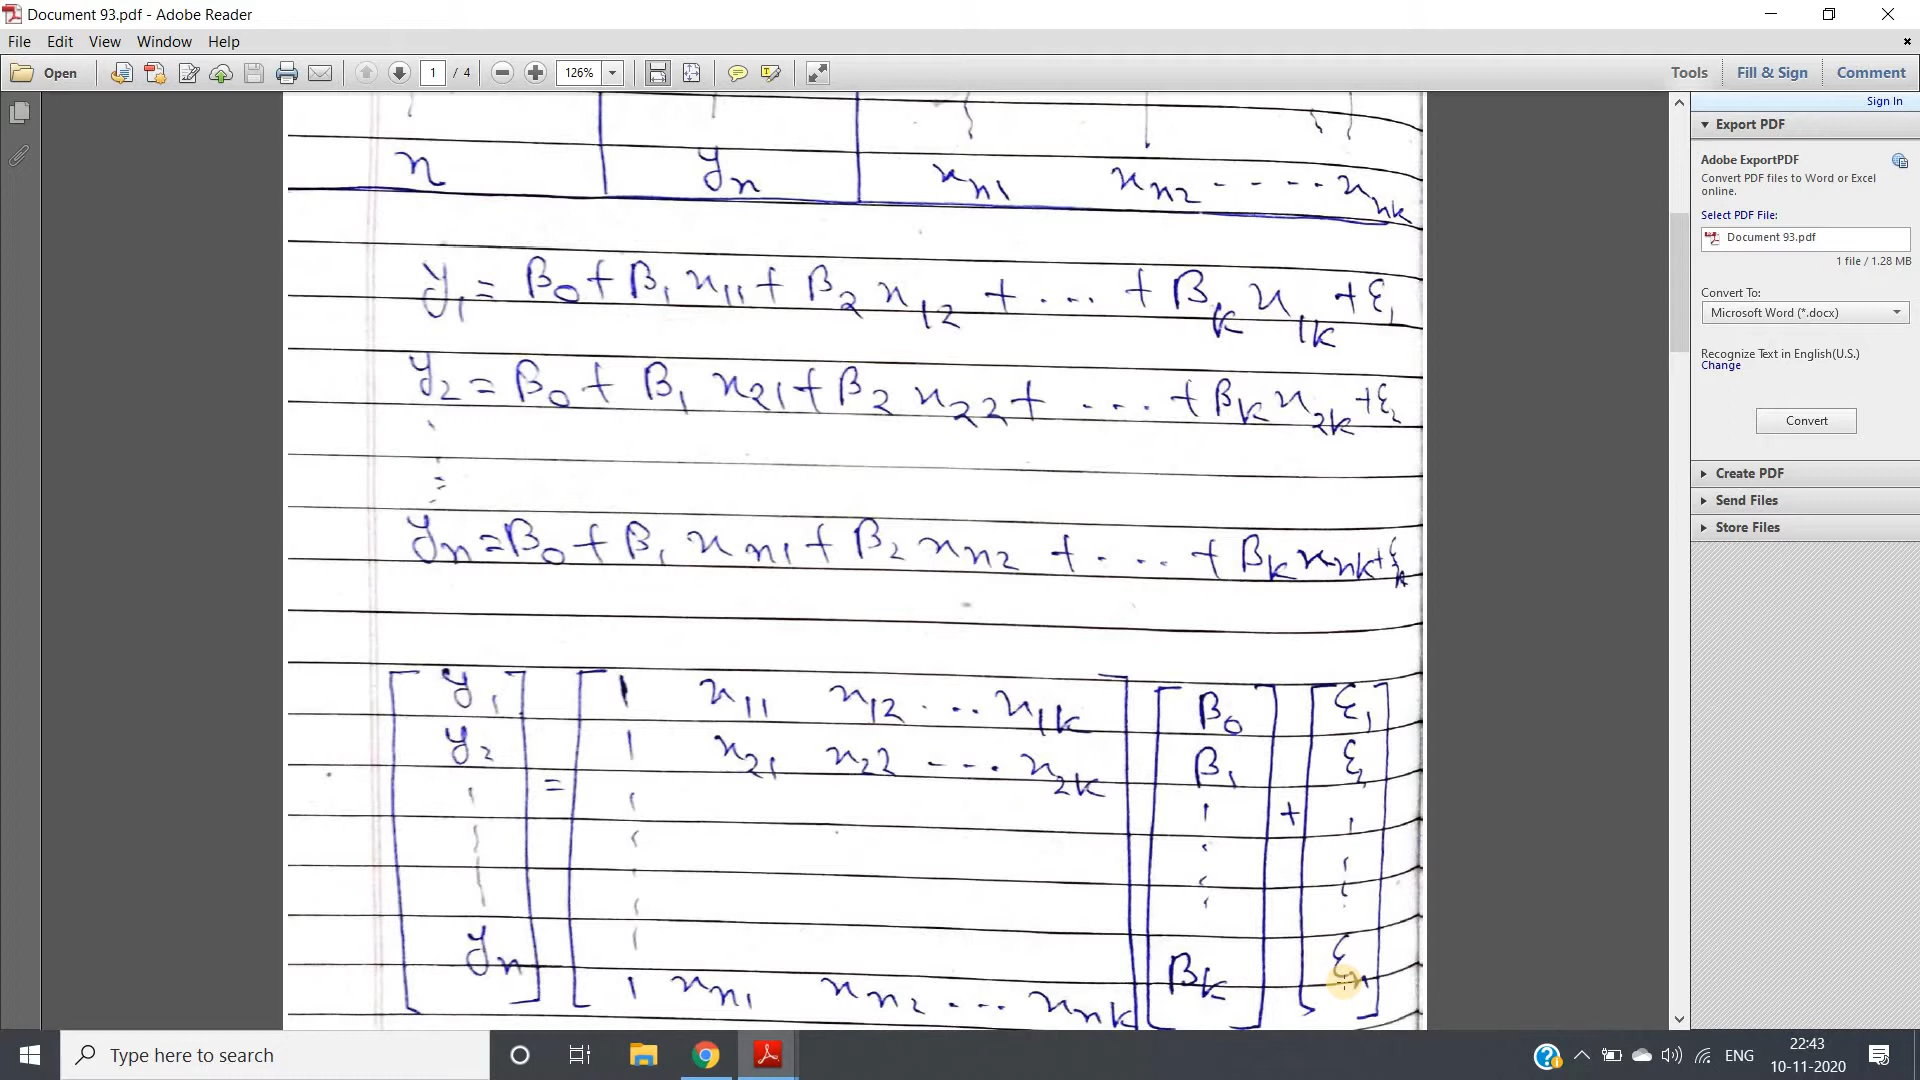 Document 93.pdf - Adobe Reader
File Edit View Window Help
Open 1 / 4 126% Tools Fill & Sign Comment
Sign In
Export PDF
Adobe ExportPDF
Convert PDF files to Word or Excel
online.
Select PDF File:
Document 93.pdf
1 file / 1.28 MB
Convert To:
Microsoft Word (*.docx)
Recognize Text in English(U.S.)
Change
Convert
Create PDF
Send Files
Store Files
n yₙ xₙ₁ xₙ₂ ..... xₙₖ
y₁ = β₀ + β₁ x₁₁ + β₂ x₁₂ + ... + βₖ x₁ₖ + ε₁
y₂ = β₀ + β₁ x₂₁ + β₂ x₂₂ + .... + βₖ x₂ₖ + ε₂
yₙ = β₀ + β₁ xₙ₁ + β₂ xₙ₂ + .... + βₖ xₙₖ + εₙ
y₁ 1 x₁₁ x₁₂ ... x₁ₖ β₀ ε₁
y₂ 1 x₂₁ x₂₂ .... x₂ₖ β₁ ε₂
= +
yₙ 1 xₙ₁ xₙ₂ ... xₙₖ βₖ εₙ
Type here to search
ENG
22:43
10-11-2020